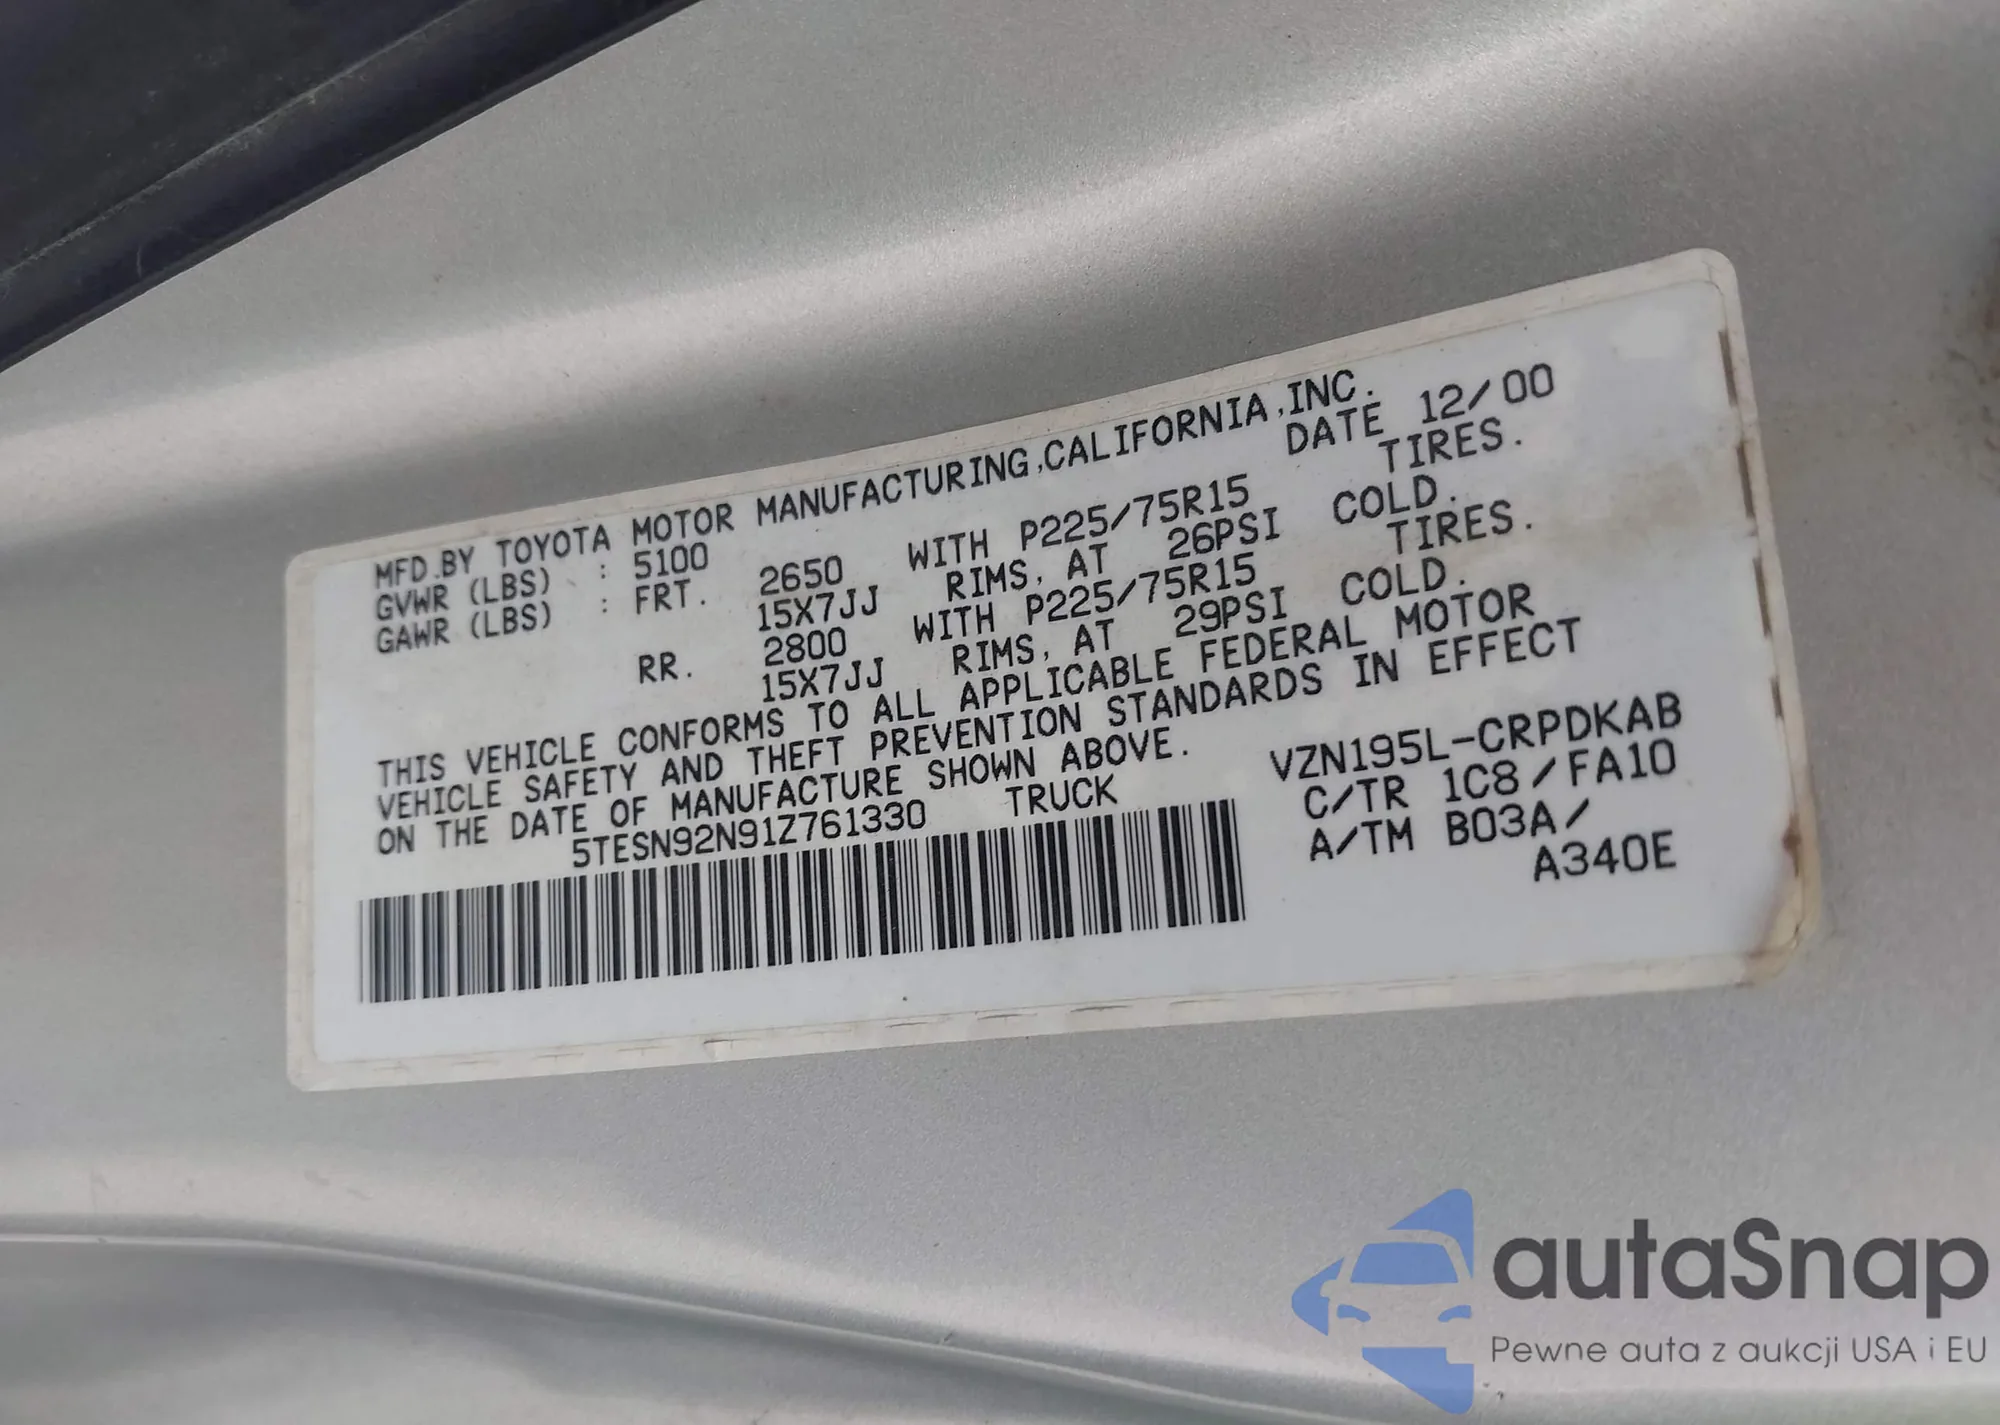 MFD.BY TOYOTA MOTOR MANUFACTURING,CALIFORNIA,INC.
GVWR (LBS) : 5100 DATE 12/00
GAWR (LBS) : FRT. 2650 WITH P225/75R15 TIRES.
15X7JJ RIMS, AT 26PSI COLD.
RR. 2800 WITH P225/75R15 TIRES.
15X7JJ RIMS, AT 29PSI COLD.
THIS VEHICLE CONFORMS TO ALL APPLICABLE FEDERAL MOTOR
VEHICLE SAFETY AND THEFT PREVENTION STANDARDS IN EFFECT
ON THE DATE OF MANUFACTURE SHOWN ABOVE.
5TESN92N91Z761330 TRUCK
VZN195L-CRPDKAB
C/TR 1C8/FA10
A/TM B03A/
A340E
autaSnap
Pewne auta z aukcji USA i EU